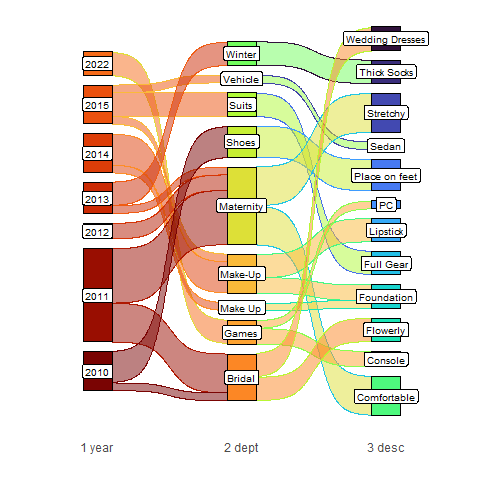 2022
2015
2014
2013
2012
2011
2010
Winter
Vehicle
Suits
Shoes
Maternity
Make-Up
Make Up
Games
Bridal
Wedding Dresses
Thick Socks
Stretchy
Sedan
Place on feet
PC
Lipstick
Full Gear
Foundation
Flowerly
Console
Comfortable
1 year
2 dept
3 desc